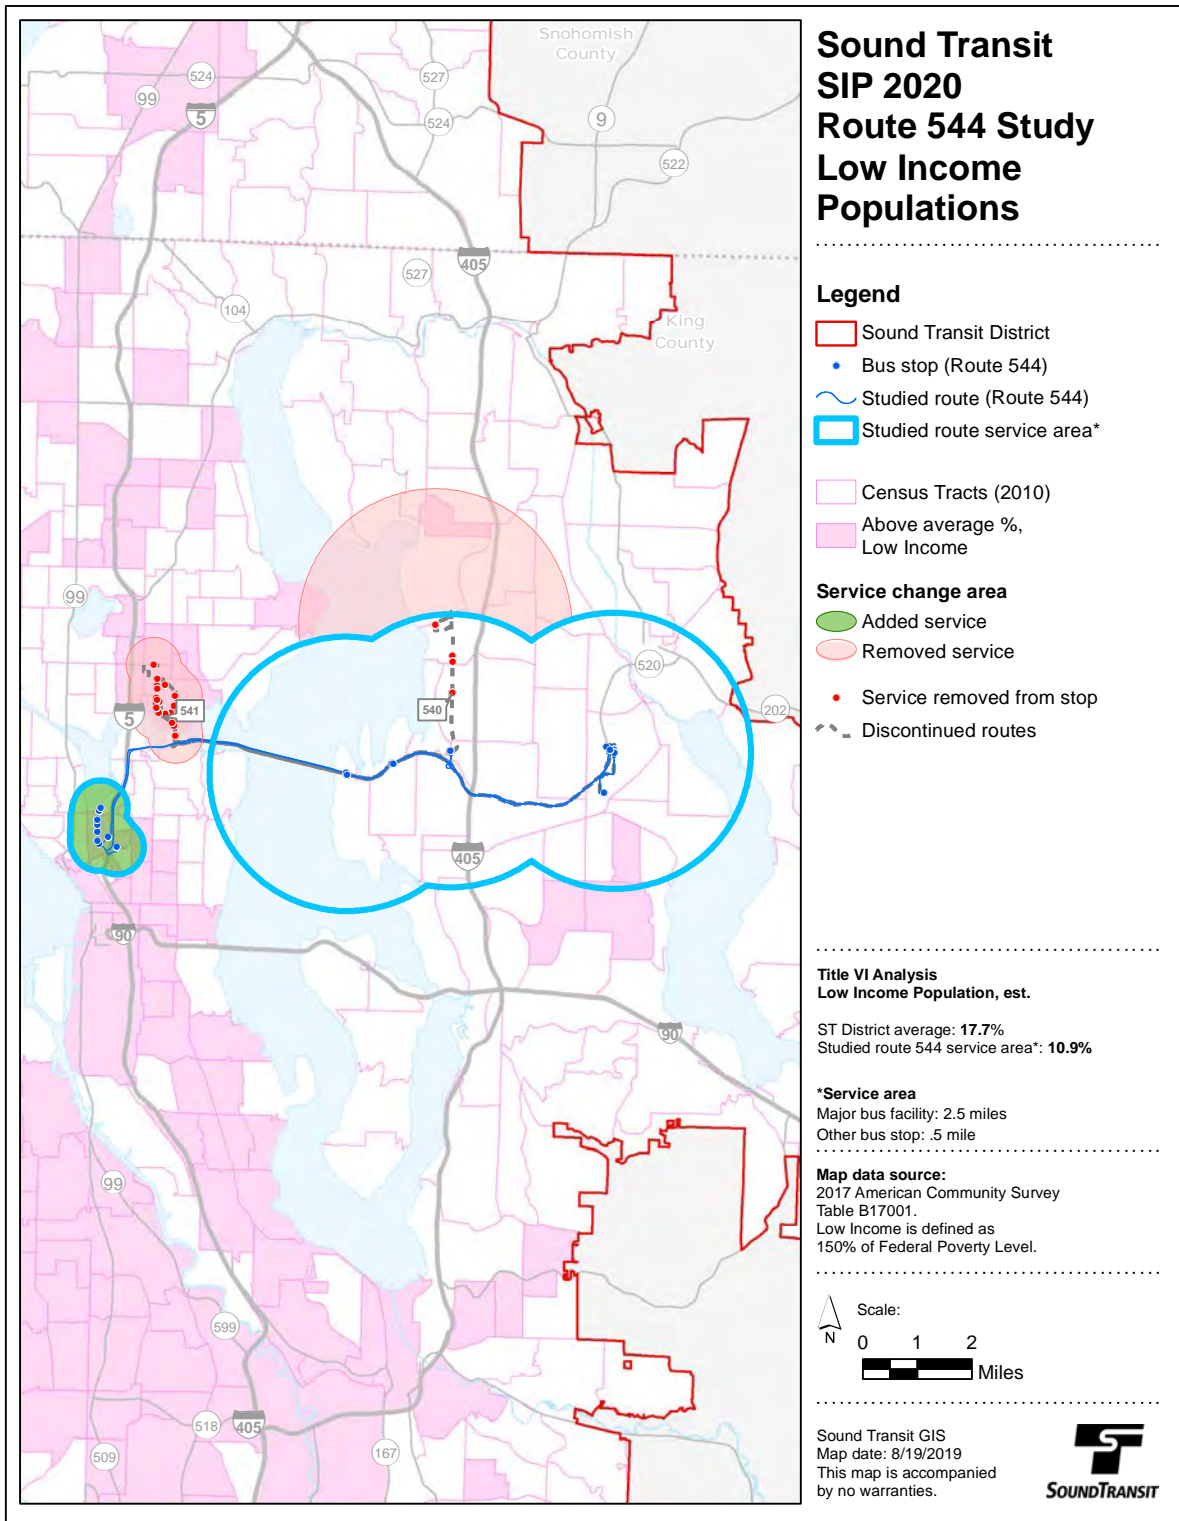 Sound Transit
SIP 2020
Route 544 Study
Low Income
Populations
Legend
Sound Transit District
Bus stop (Route 544)
Studied route (Route 544)
Studied route service area*
Census Tracts (2010)
Above average %,
Low Income
Service change area
Added service
Removed service
Service removed from stop
Discontinued routes
Title VI Analysis
Low Income Population, est.
ST District average: 17.7%
Studied route 544 service area*: 10.9%
*Service area
Major bus facility: 2.5 miles
Other bus stop: .5 mile
Map data source:
2017 American Community Survey
Table B17001.
Low Income is defined as
150% of Federal Poverty Level.
N
Scale:
0 1 2
Miles
Sound Transit GIS
Map date: 8/19/2019
This map is accompanied
by no warranties.
SOUNDTRANSIT
Snohomish
County
524
527
99
5
524
9
522
405
527
104
King
County
99
520
202
541
540
5
405
90
90
99
599
518
405
167
509